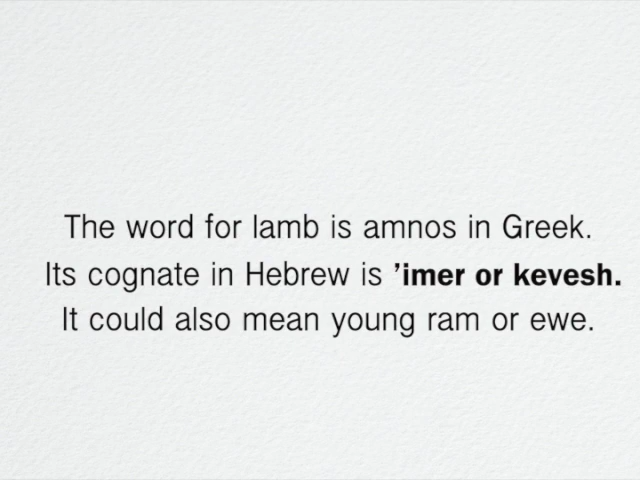 The word for lamb is amnos in Greek.
Its cognate in Hebrew is ’imer or kevesh.
It could also mean young ram or ewe.